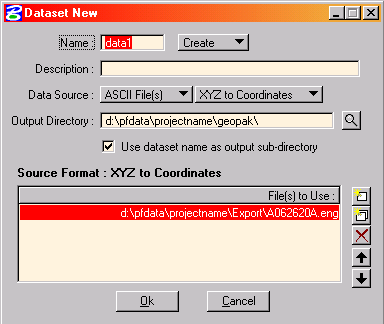 Dataset New
Name : data1 Create
Description :
Data Source : ASCII File(s) XYZ to Coordinates
Output Directory : d:\pfdata\projectname\geopak\
Use dataset name as output sub-directory
Source Format : XYZ to Coordinates
File(s) to Use :
d:\pfdata\projectname\Export\A062620A.eng
Ok Cancel